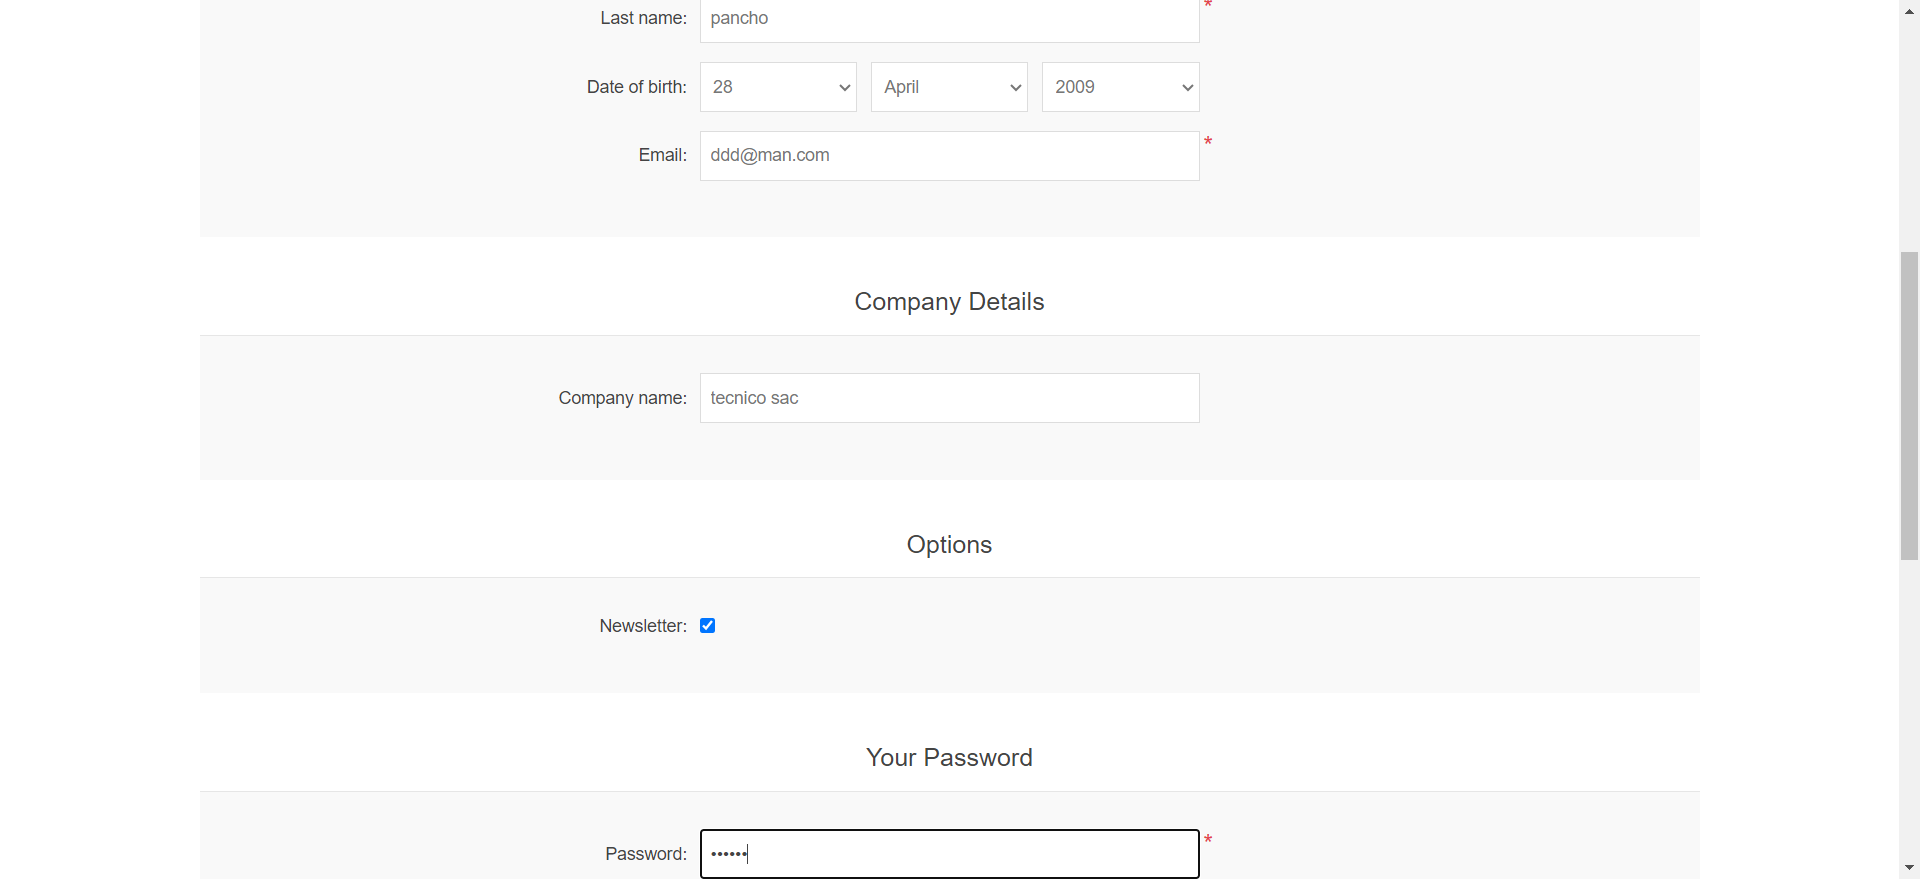 Last name: pancho *
Date of birth: 28 April 2009
Email: ddd@man.com *
Company Details
Company name: tecnico sac
Options
Newsletter:
Your Password
Password: •••••• *